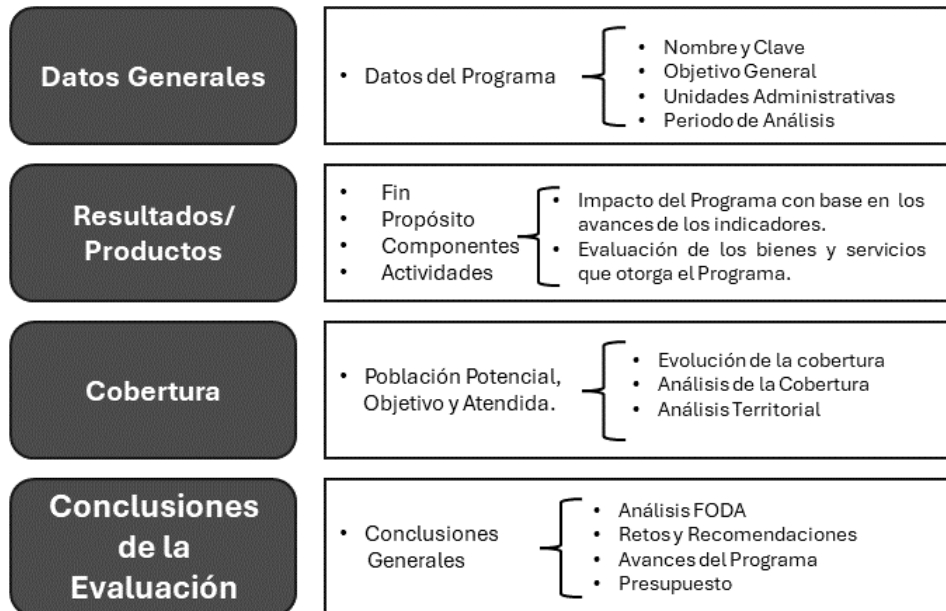 Datos Generales
• Datos del Programa
• Nombre y Clave
• Objetivo General
• Unidades Administrativas
• Periodo de Análisis
Resultados/
Productos
• Fin
• Propósito
• Componentes
• Actividades
• Impacto del Programa con base en los
avances de los indicadores.
• Evaluación de los bienes y servicios
que otorga el Programa.
Cobertura
• Población Potencial,
Objetivo y Atendida.
• Evolución de la cobertura
• Análisis de la Cobertura
• Análisis Territorial
Conclusiones
de la
Evaluación
• Conclusiones
Generales
• Análisis FODA
• Retos y Recomendaciones
• Avances del Programa
• Presupuesto